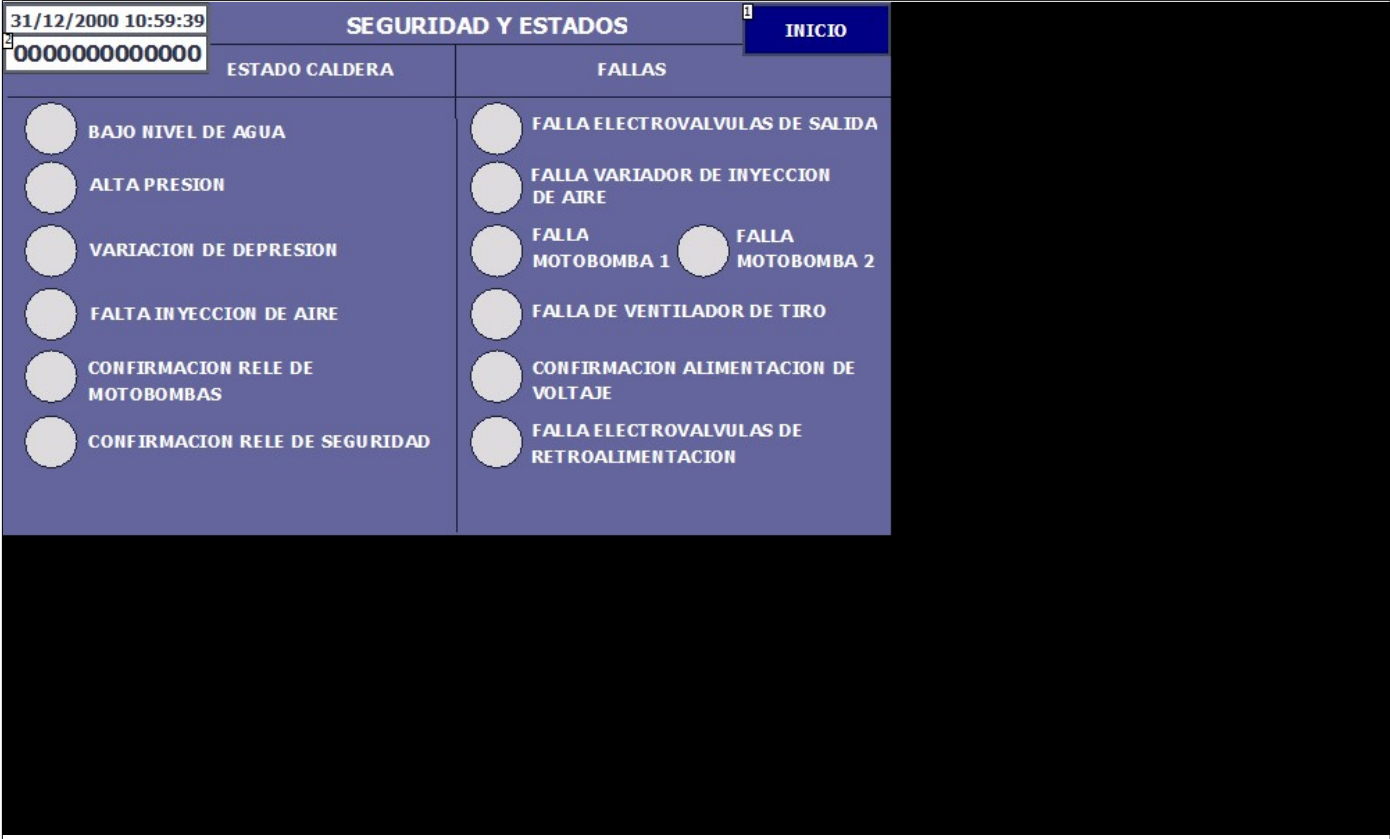 31/12/2000 10:59:39
SEGURIDAD Y ESTADOS
1
INICIO
2
0000000000000
ESTADO CALDERA
FALLAS
BAJO NIVEL DE AGUA
ALTA PRESION
VARIACION DE DEPRESION
FALTA INYECCION DE AIRE
CONFIRMACION RELE DE
MOTOBOMBAS
CONFIRMACION RELE DE SEGURIDAD
FALLA ELECTROVALVULAS DE SALIDA
FALLA VARIADOR DE INYECCION
DE AIRE
FALLA
MOTOBOMBA 1
FALLA
MOTOBOMBA 2
FALLA DE VENTILADOR DE TIRO
CONFIRMACION ALIMENTACION DE
VOLTAJE
FALLA ELECTROVALVULAS DE
RETROALIMENTACION